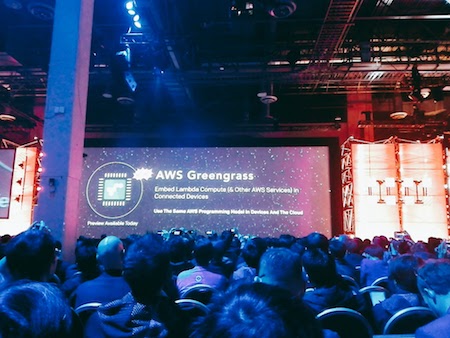 AWS Greengrass
Embed Lambda Compute (& Other AWS Services) in
Connected Devices
Use The Same AWS Programming Model In Devices And The Cloud
Preview Available Today